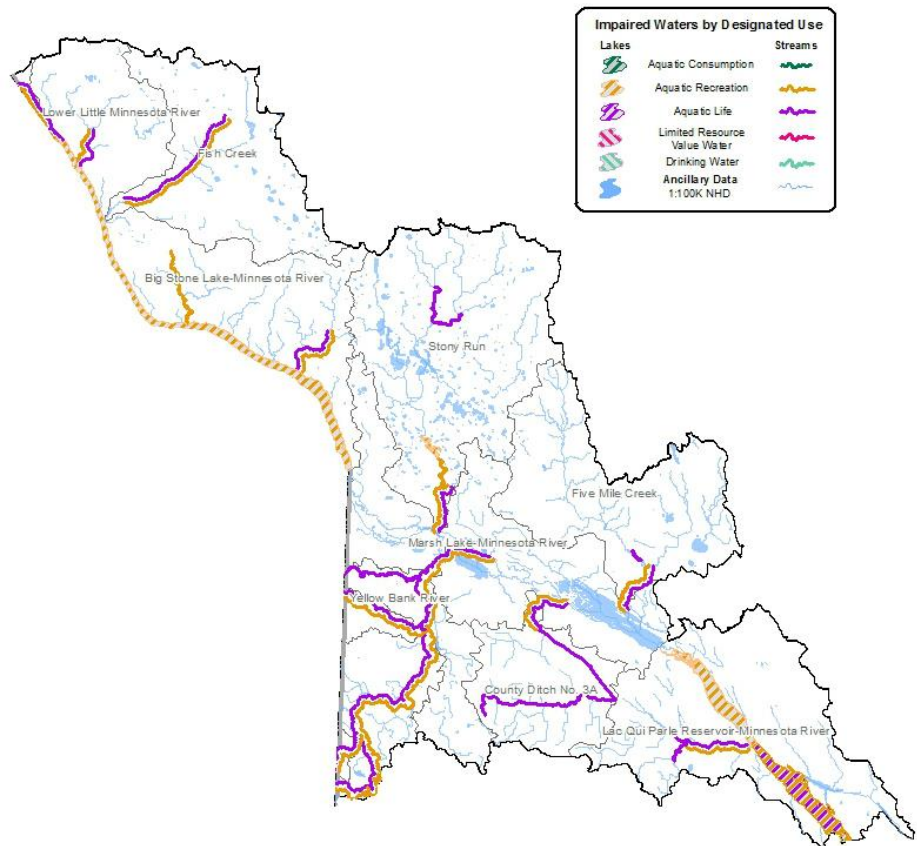 Impaired Waters by Designated Use
Lakes
Streams
Aquatic Consumption
Aquatic Recreation
Aquatic Life
Limited Resource
Value Water
Drinking Water
Ancillary Data
1:100K NHD
Lower Little Minnesota River
Fish Creek
Big Stone Lake-Minnesota River
Stony Run
Five Mile Creek
Marsh Lake-Minnesota River
Yellow Bank River
County Ditch No. 3A
Lac Qui Parle Reservoir-Minnesota River